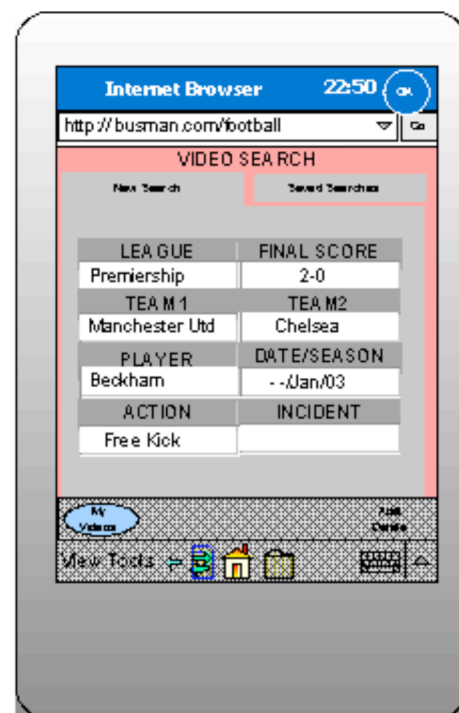 Internet Browser 22:50 OK
http://busman.com/football Go
VIDEO SEARCH
New Search Saved Searches
LEAGUE FINAL SCORE
Premiership 2-0
TEAM 1 TEAM2
Manchester Utd Chelsea
PLAYER DATE/SEASON
Beckham --/Jan/03
ACTION INCIDENT
Free Kick
My
Videos
View Tools